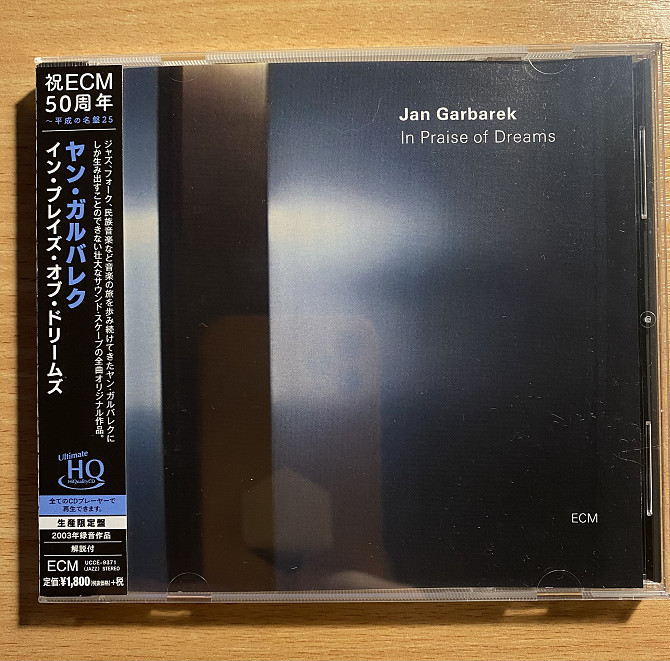 祝ECM
50周年
～平成の名盤25
ヤン・ガルバレク
イン・プレイズ・オブ・ドリームズ
ジャズ、フォーク、民族音楽など音楽の旅を歩み続けてきたヤン・ガルバレクに
しか生み出すことのできない壮大なサウンド・スケープの全曲オリジナル作品。
Ultimate
HQ
HiQualityCD
全てのCDプレーヤーで
再生できます。
生産限定盤
2003年録音作品
解説付
ECM
UCCE-9371
(JAZZ) STEREO
定価:¥1,800(税抜価格)+税
Jan Garbarek
In Praise of Dreams
ECM